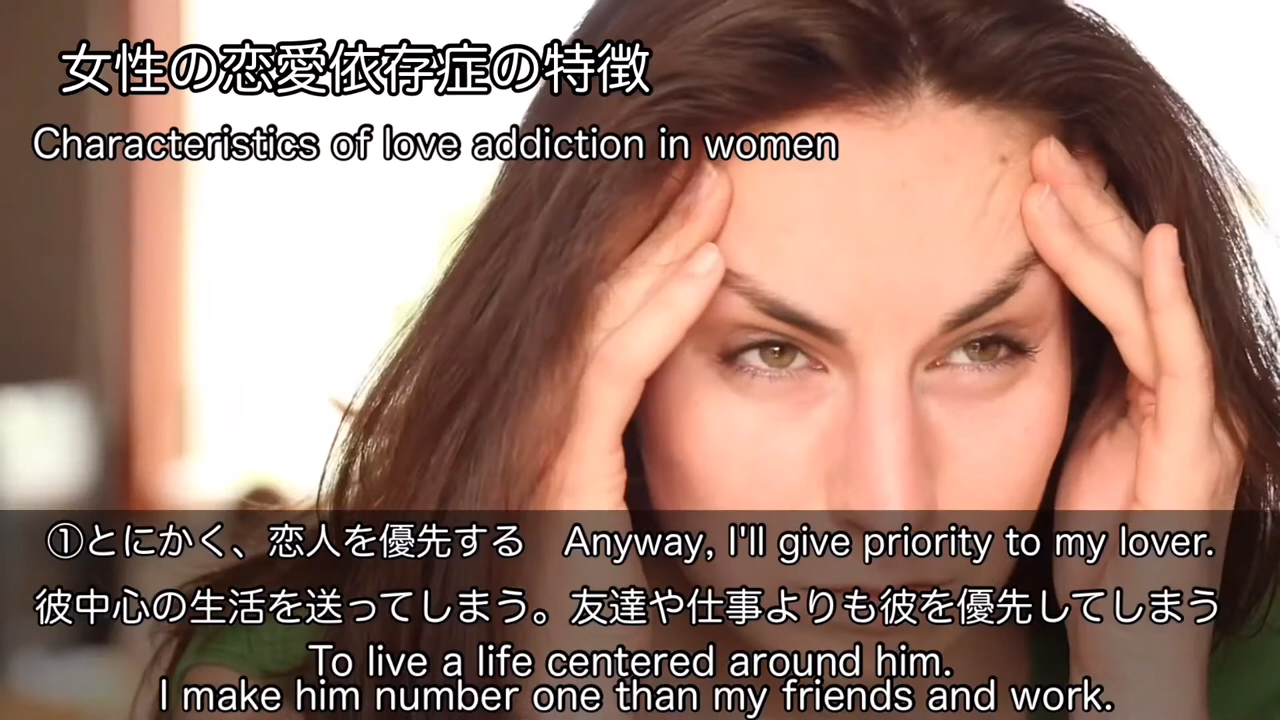 女性の恋愛依存症の特徴
Characteristics of love addiction in women
①とにかく、恋人を優先する　Anyway, I'll give priority to my lover.
彼中心の生活を送ってしまう。友達や仕事よりも彼を優先してしまう
To live a life centered around him.
I make him number one than my friends and work.